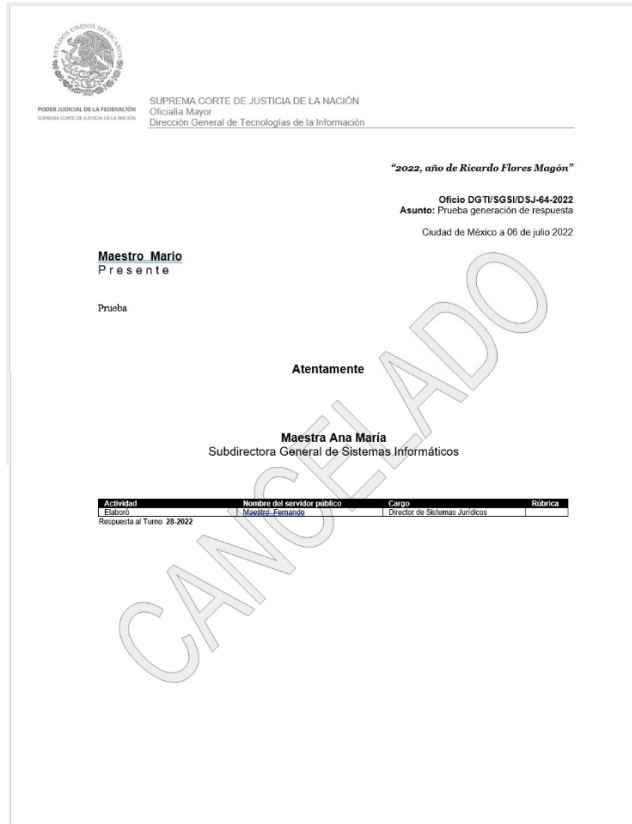 ESTADOS UNIDOS MEXICANOS
PODER JUDICIAL DE LA FEDERACIÓN
SUPREMA CORTE DE JUSTICIA DE LA NACIÓN
SUPREMA CORTE DE JUSTICIA DE LA NACIÓN
Oficialía Mayor
Dirección General de Tecnologías de la Información
"2022, año de Ricardo Flores Magón"
Oficio DGTI/SGSI/DSJ-64-2022
Asunto: Prueba generación de respuesta
Ciudad de México a 06 de julio 2022
Maestro Mario
P r e s e n t e
Prueba
Atentamente
Maestra Ana María
Subdirectora General de Sistemas Informáticos
Actividad Nombre del servidor público Cargo Rúbrica
Elaboró Maestro Fernando Director de Sistemas Jurídicos
Respuesta al Turno: 28-2022
CANCELADO